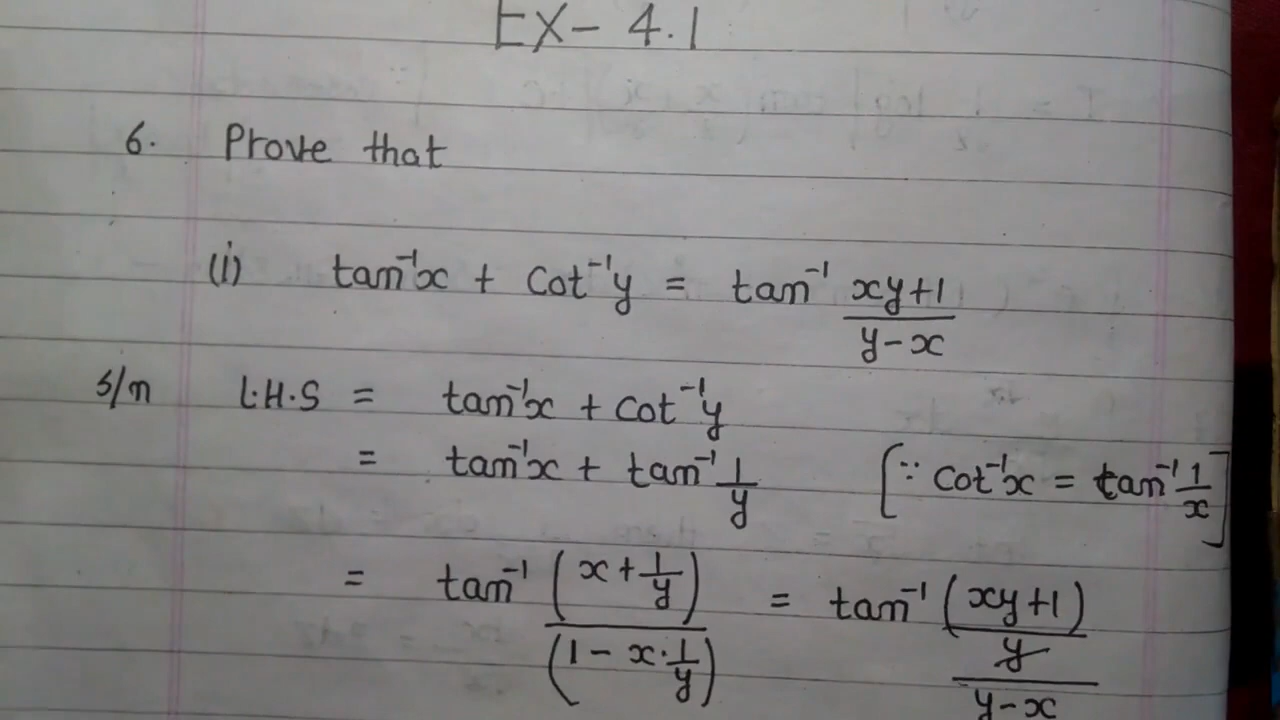 EX- 4.1
6. Prove that
(i) tan⁻¹x + cot⁻¹y = tan⁻¹ (xy+1)/(y-x)
s/n L.H.S = tan⁻¹x + cot⁻¹y
= tan⁻¹x + tan⁻¹ 1/y [∵ cot⁻¹x = tan⁻¹ 1/x]
= tan⁻¹ (x + 1/y)/(1 - x·1/y) = tan⁻¹ ((xy+1)/y)/(y-x